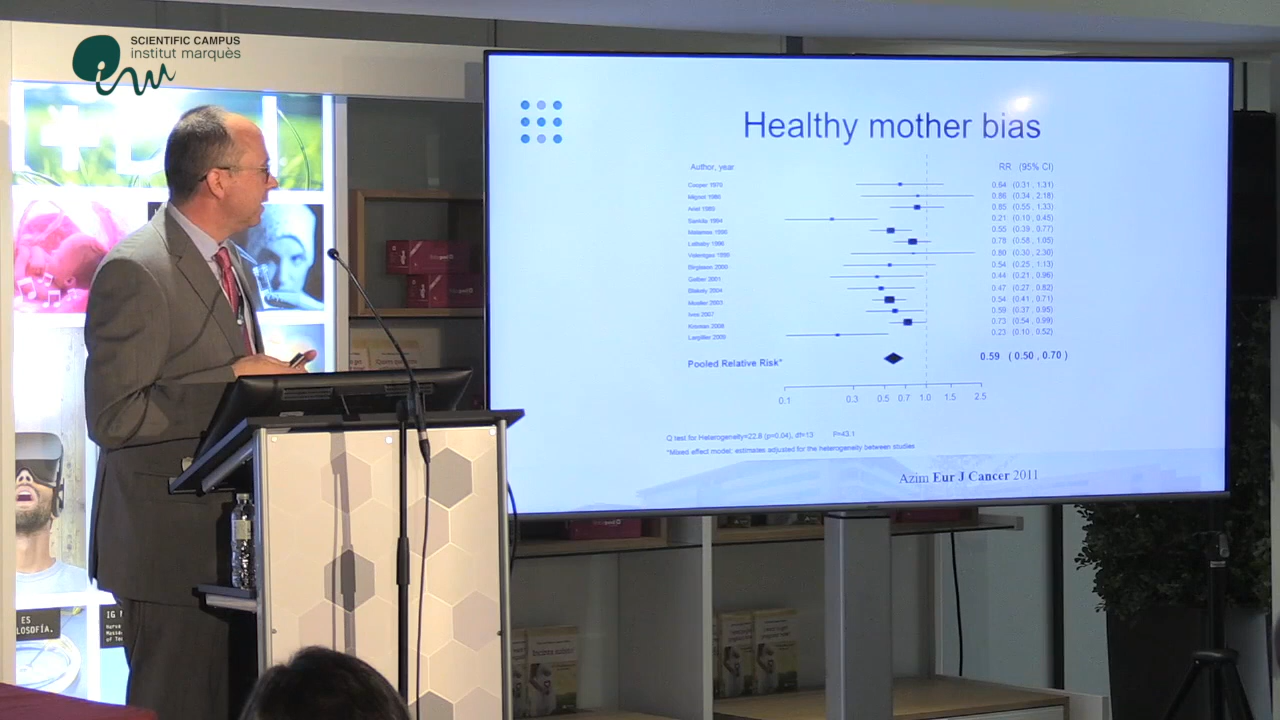 SCIENTIFIC CAMPUS
institut marquès
Healthy mother bias
Author, year RR (95% CI)
Cooper 1970 0.64 (0.31 , 1.31)
Mignot 1986 0.86 (0.34 , 2.18)
Ariel 1989 0.85 (0.55 , 1.33)
Sankila 1994 0.21 (0.10 , 0.45)
Malamos 1996 0.55 (0.39 , 0.77)
Lethaby 1996 0.78 (0.58 , 1.05)
Velentgas 1999 0.80 (0.30 , 2.30)
Birgisson 2000 0.54 (0.25 , 1.13)
Gelber 2001 0.44 (0.21 , 0.96)
Blakely 2004 0.47 (0.27 , 0.82)
Mueller 2003 0.54 (0.41 , 0.71)
Ives 2007 0.59 (0.37 , 0.95)
Kroman 2008 0.73 (0.54 , 0.99)
Largillier 2009 0.23 (0.10 , 0.52)
Pooled Relative Risk* 0.59 (0.50 , 0.70 )
0.1 0.3 0.5 0.7 1.0 1.5 2.5
Q test for Heterogeneity=22.8 (p=0.04), df=13 I²=43.1
*Mixed effect model: estimates adjusted for the heterogeneity between studies
Azim Eur J Cancer 2011
ES